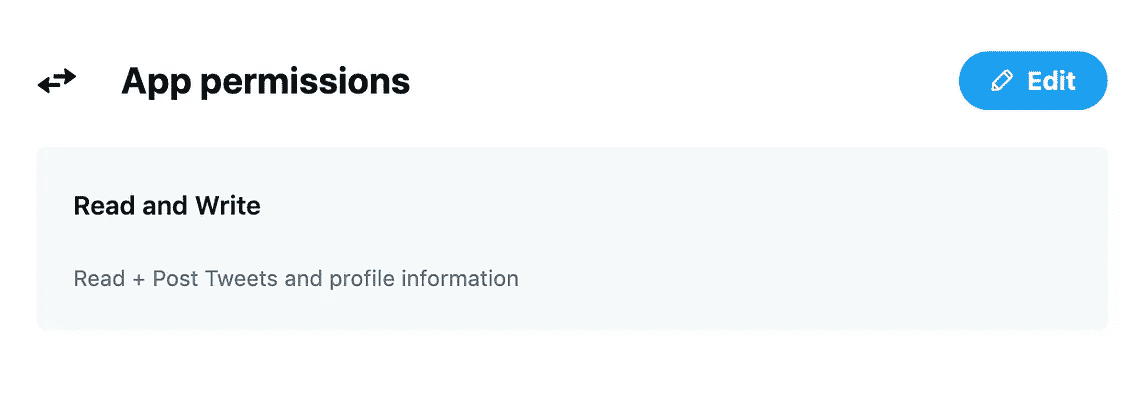 App permissions
Edit
Read and Write
Read + Post Tweets and profile information